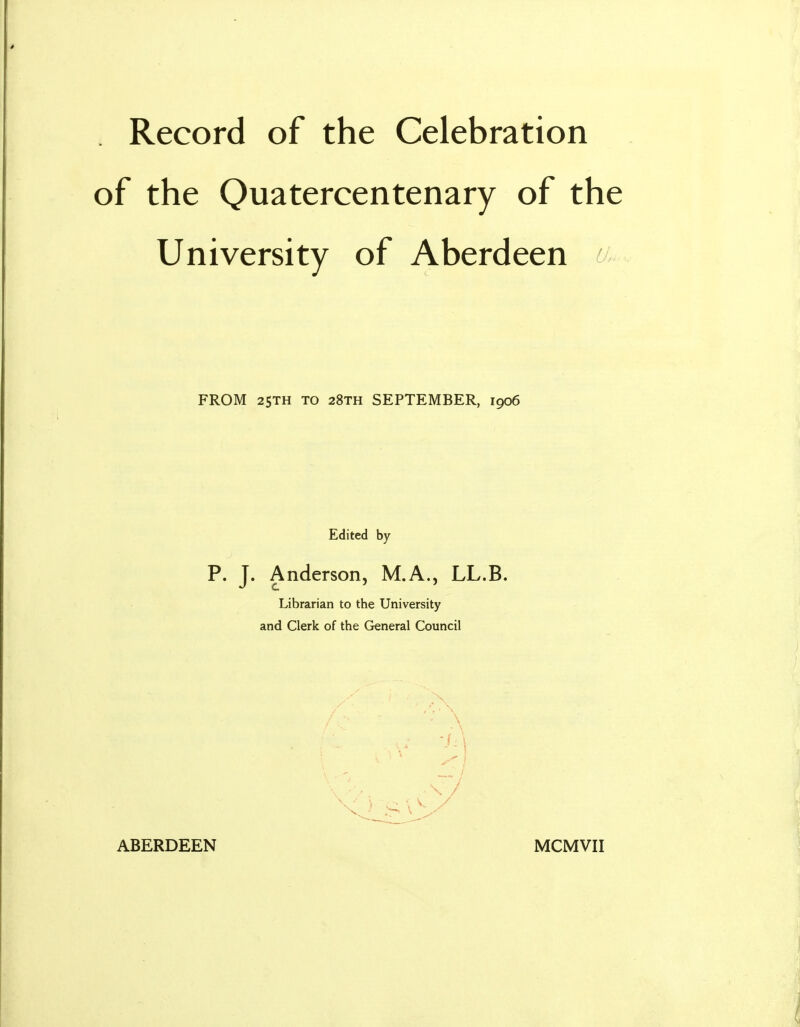 Record of the Celebration
of the Quatercentenary of the
University of Aberdeen
FROM 25TH TO 28TH SEPTEMBER, 1906
Edited by
P. J. Anderson, M.A., LL.B.
Librarian to the University
and Clerk of the General Council
ABERDEEN MCMVII